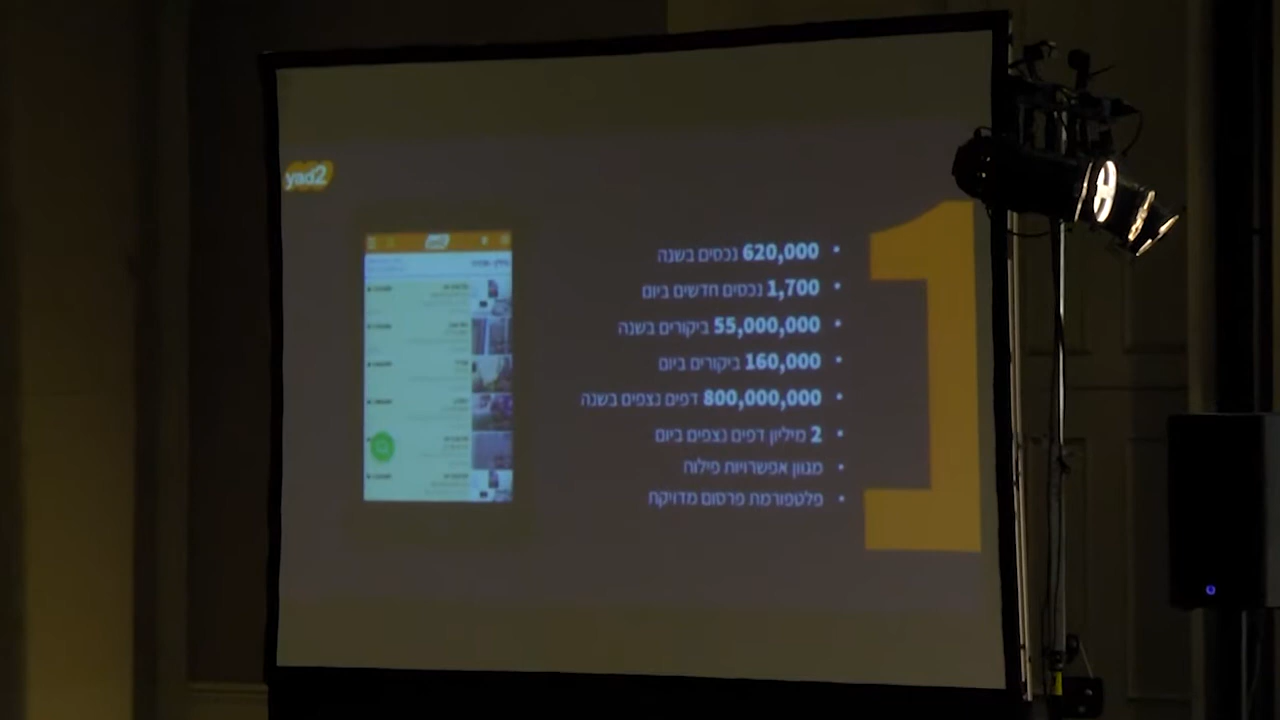 yad2
1
620,000 נכסים בשנה
1,700 נכסים חדשים ביום
55,000,000 ביקורים בשנה
160,000 ביקורים ביום
800,000,000 דפים נצפים בשנה
2 מיליון דפים נצפים ביום
מגוון אפשרויות פילוח
פלטפורמת פרסום מדויקת
yad2